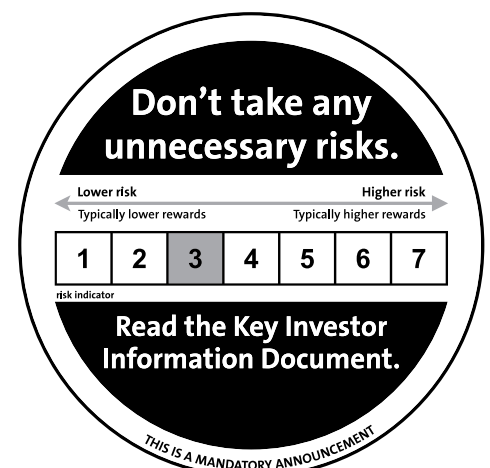 Don't take any
unnecessary risks.
Lower risk Higher risk
Typically lower rewards Typically higher rewards
1 2 3 4 5 6 7
risk indicator
Read the Key Investor
Information Document.
THIS IS A MANDATORY ANNOUNCEMENT